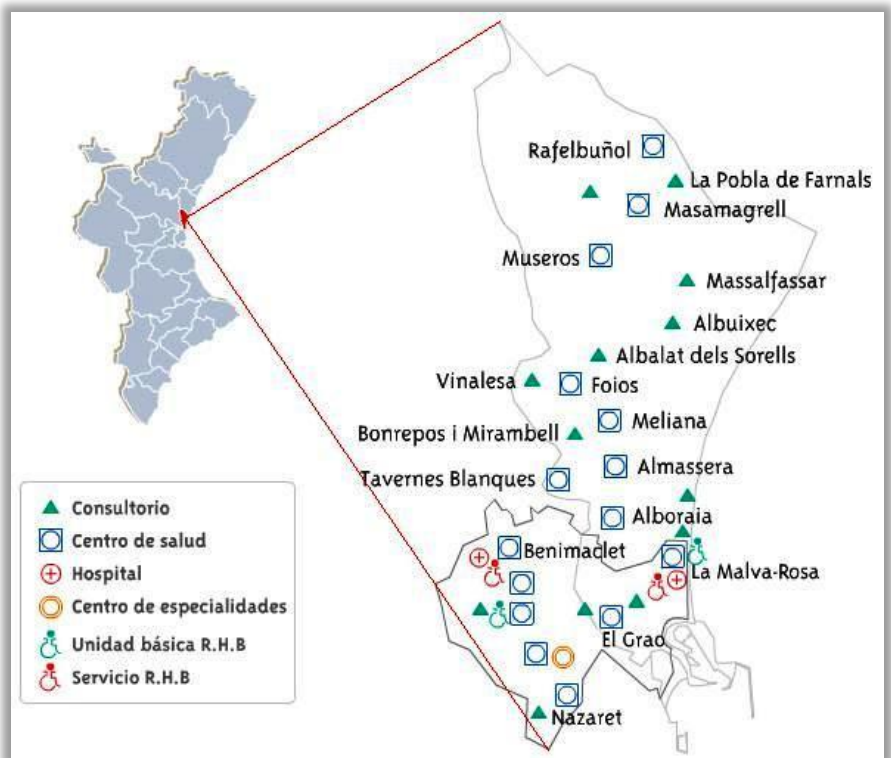 Rafelbuñol
La Pobla de Farnals
Masamagrell
Museros
Massalfassar
Albuixec
Albalat dels Sorells
Vinalesa
Foios
Meliana
Bonrepos i Mirambell
Almassera
Tavernes Blanques
Alboraia
Benimaclet
La Malva-Rosa
El Grao
Nazaret
Consultorio
Centro de salud
Hospital
Centro de especialidades
Unidad básica R.H.B
Servicio R.H.B